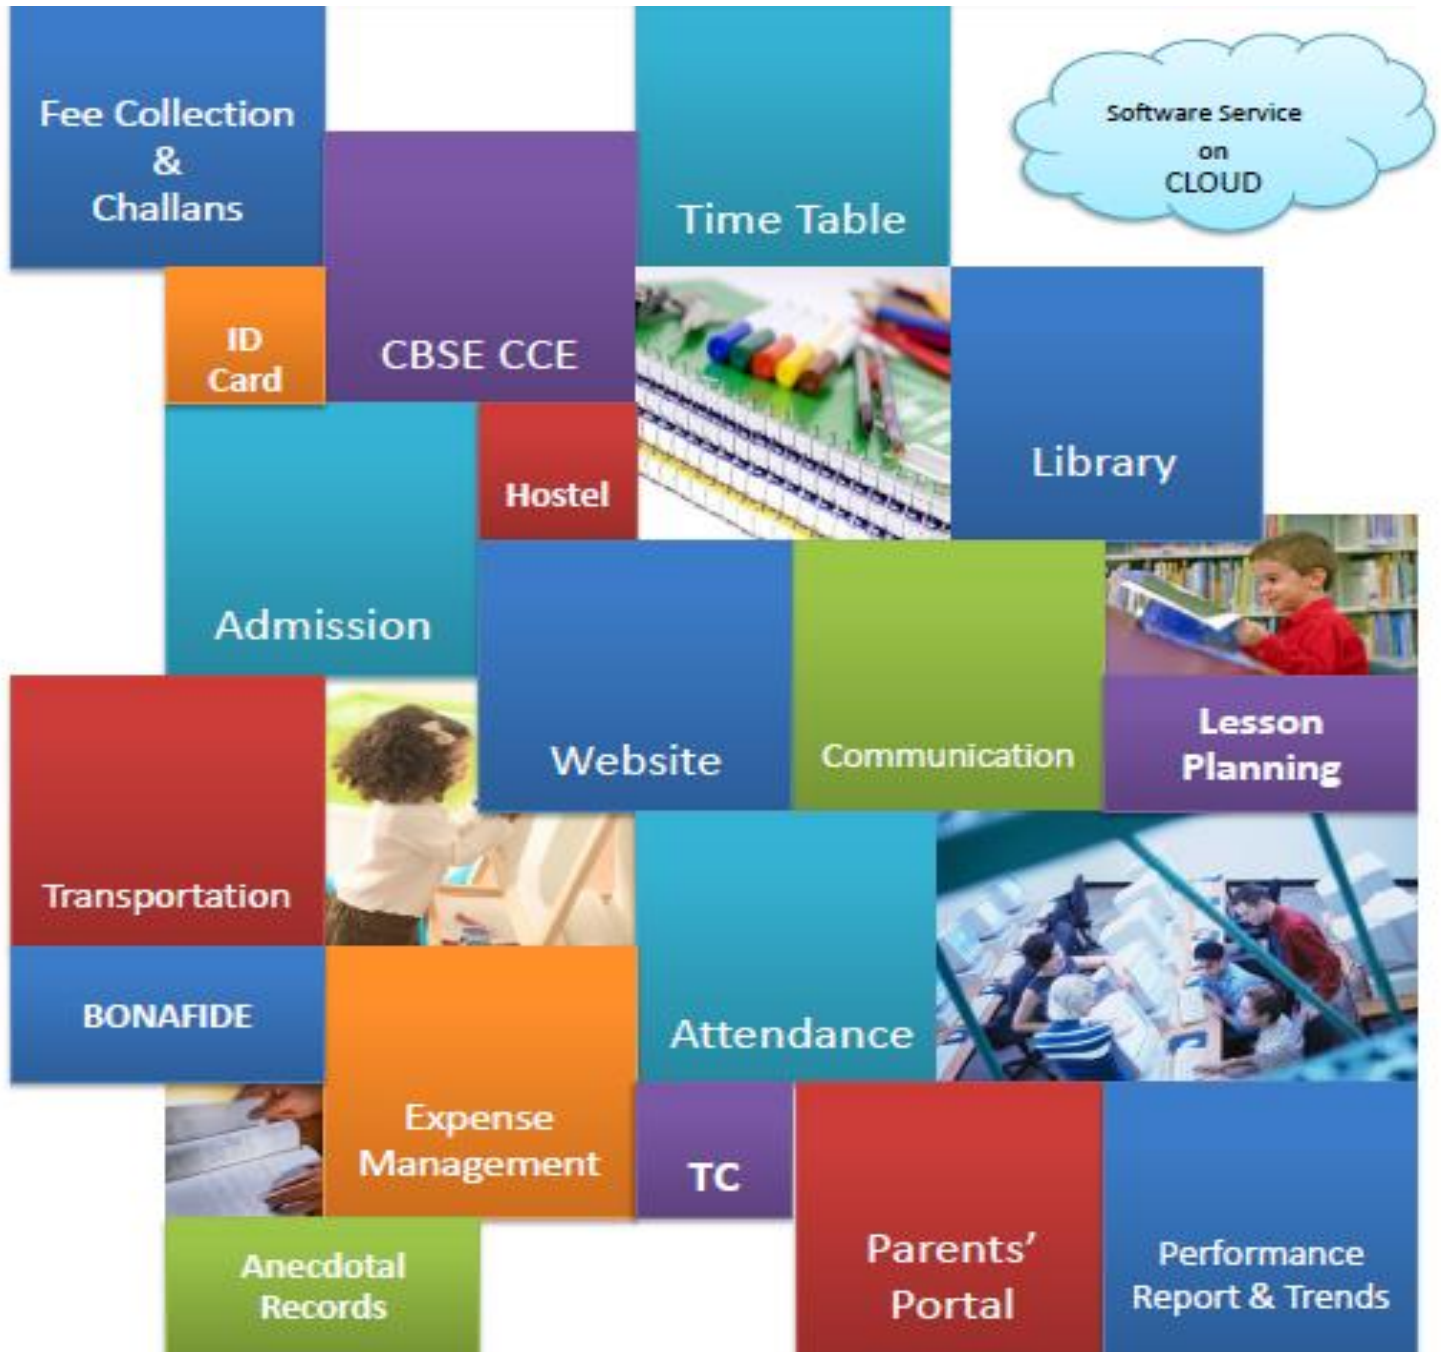 Fee Collection
&
Challans
Time Table
Software Service
on
CLOUD
ID
Card
CBSE CCE
Hostel
Library
Admission
Website
Communication
Lesson
Planning
Transportation
BONAFIDE
Attendance
Expense
Management
TC
Anecdotal
Records
Parents’
Portal
Performance
Report & Trends